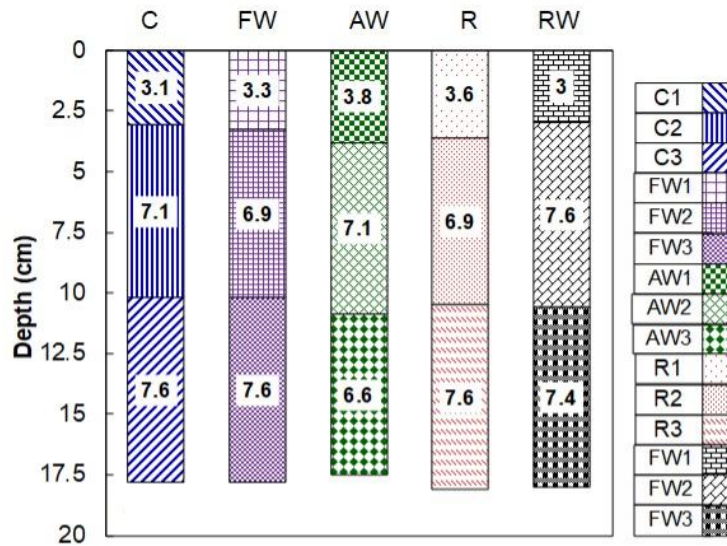 C FW AW R RW
0
2.5
5
7.5
10
12.5
15
17.5
20
Depth (cm)
3.1 3.3 3.8 3.6 3
7.1 6.9 7.1 6.9 7.6
7.6 7.6 6.6 7.6 7.4
C1
C2
C3
FW1
FW2
FW3
AW1
AW2
AW3
R1
R2
R3
FW1
FW2
FW3